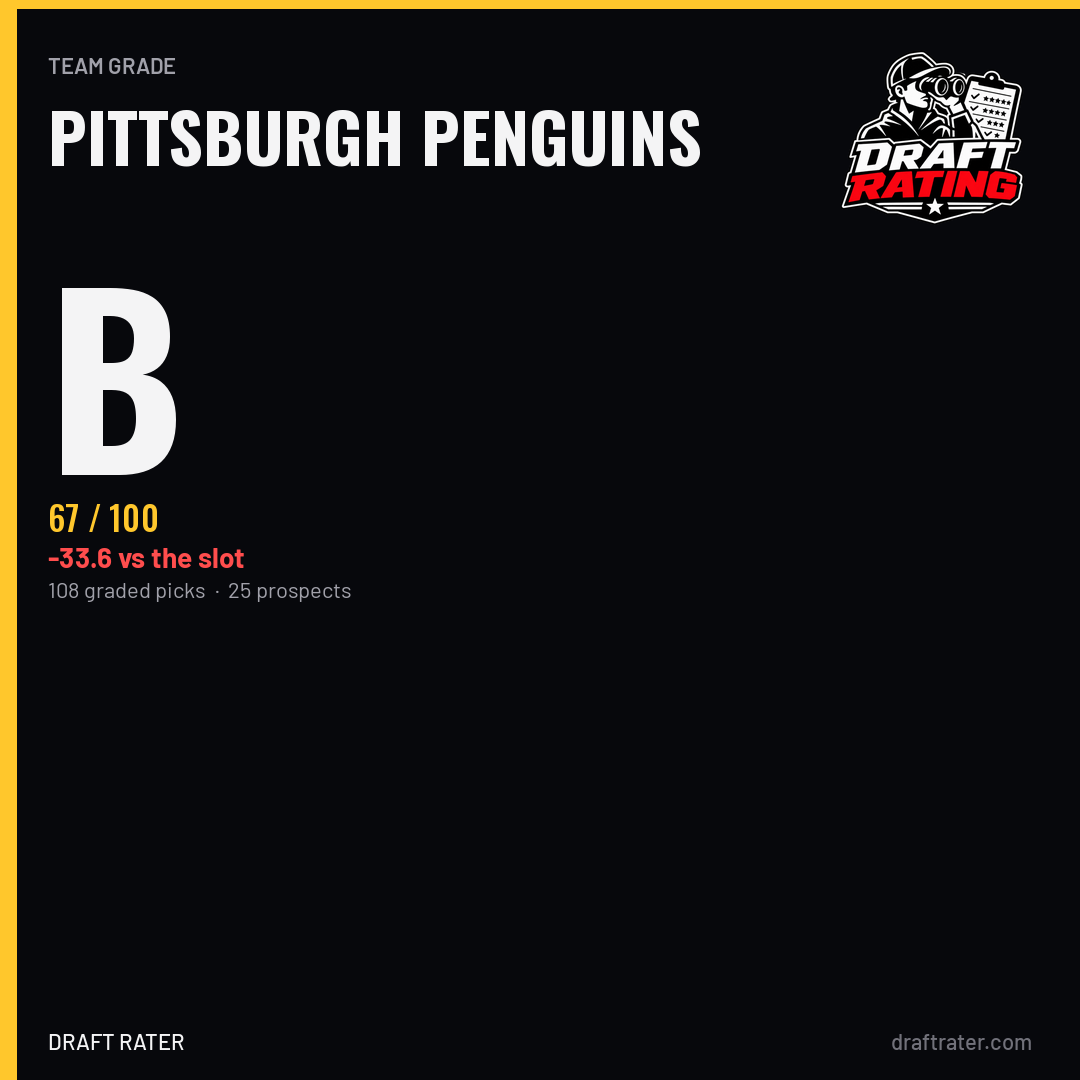 TEAM GRADE
PITTSBURGH PENGUINS
DRAFT
RATING
B
67 / 100
-33.6 vs the slot
108 graded picks · 25 prospects
DRAFT RATER
draftrater.com